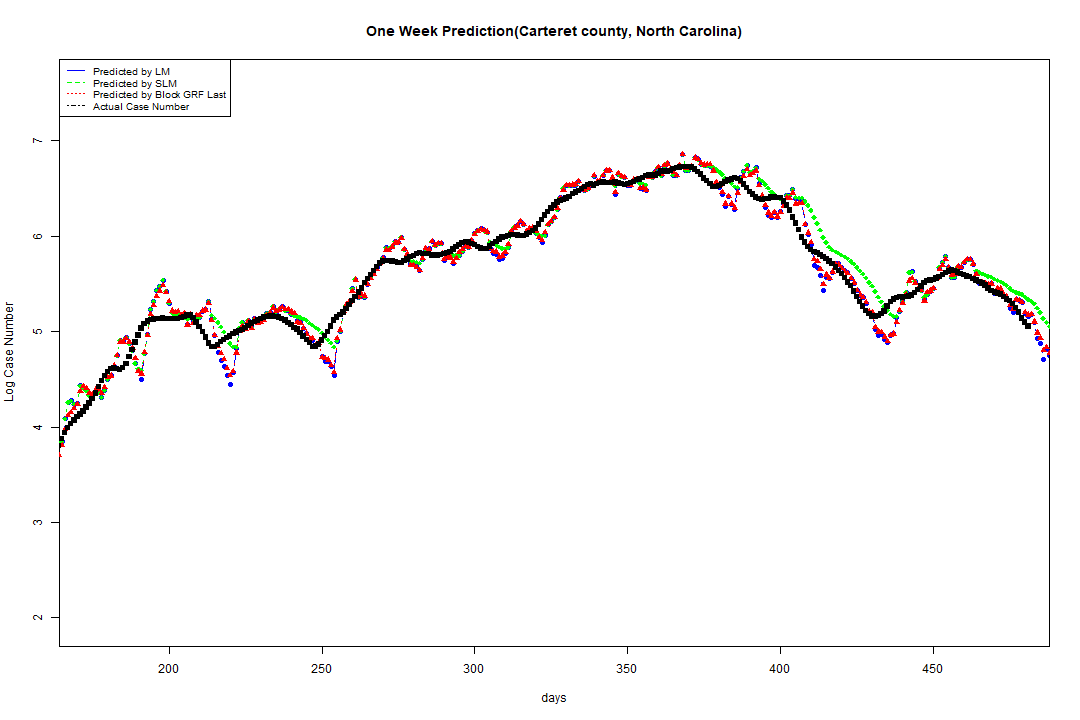 One Week Prediction(Carteret county, North Carolina)
Predicted by LM
Predicted by SLM
Predicted by Block GRF Last
Actual Case Number
7
6
5
4
3
2
Log Case Number
200 250 300 350 400 450
days